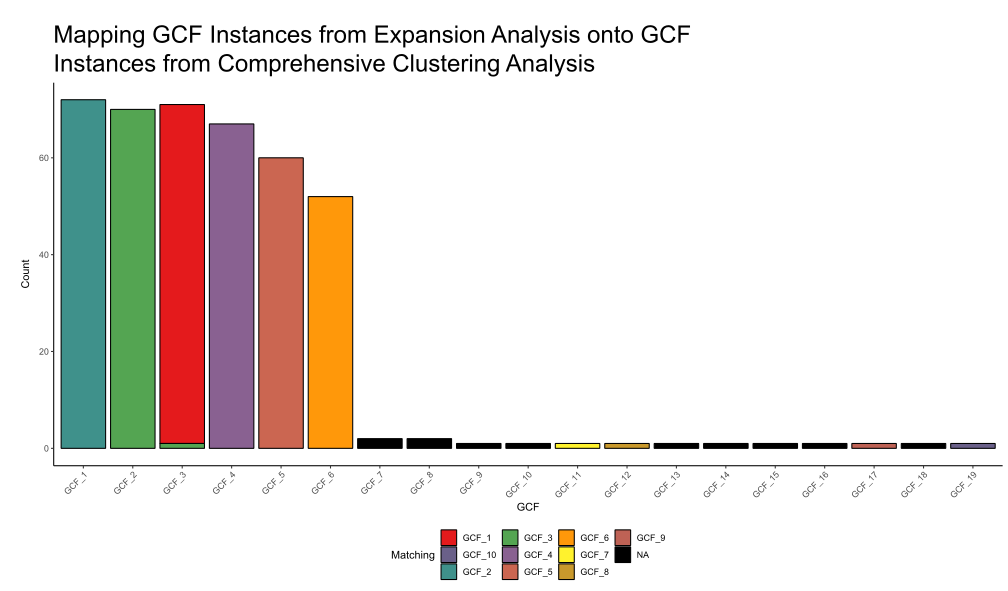 Mapping GCF Instances from Expansion Analysis onto GCF
Instances from Comprehensive Clustering Analysis
Count
60
40
20
0
GCF_1
GCF_2
GCF_3
GCF_4
GCF_5
GCF_6
GCF_7
GCF_8
GCF_9
GCF_10
GCF_11
GCF_12
GCF_13
GCF_14
GCF_15
GCF_16
GCF_17
GCF_18
GCF_19
GCF
Matching
GCF_1
GCF_10
GCF_2
GCF_3
GCF_4
GCF_5
GCF_6
GCF_7
GCF_8
GCF_9
NA